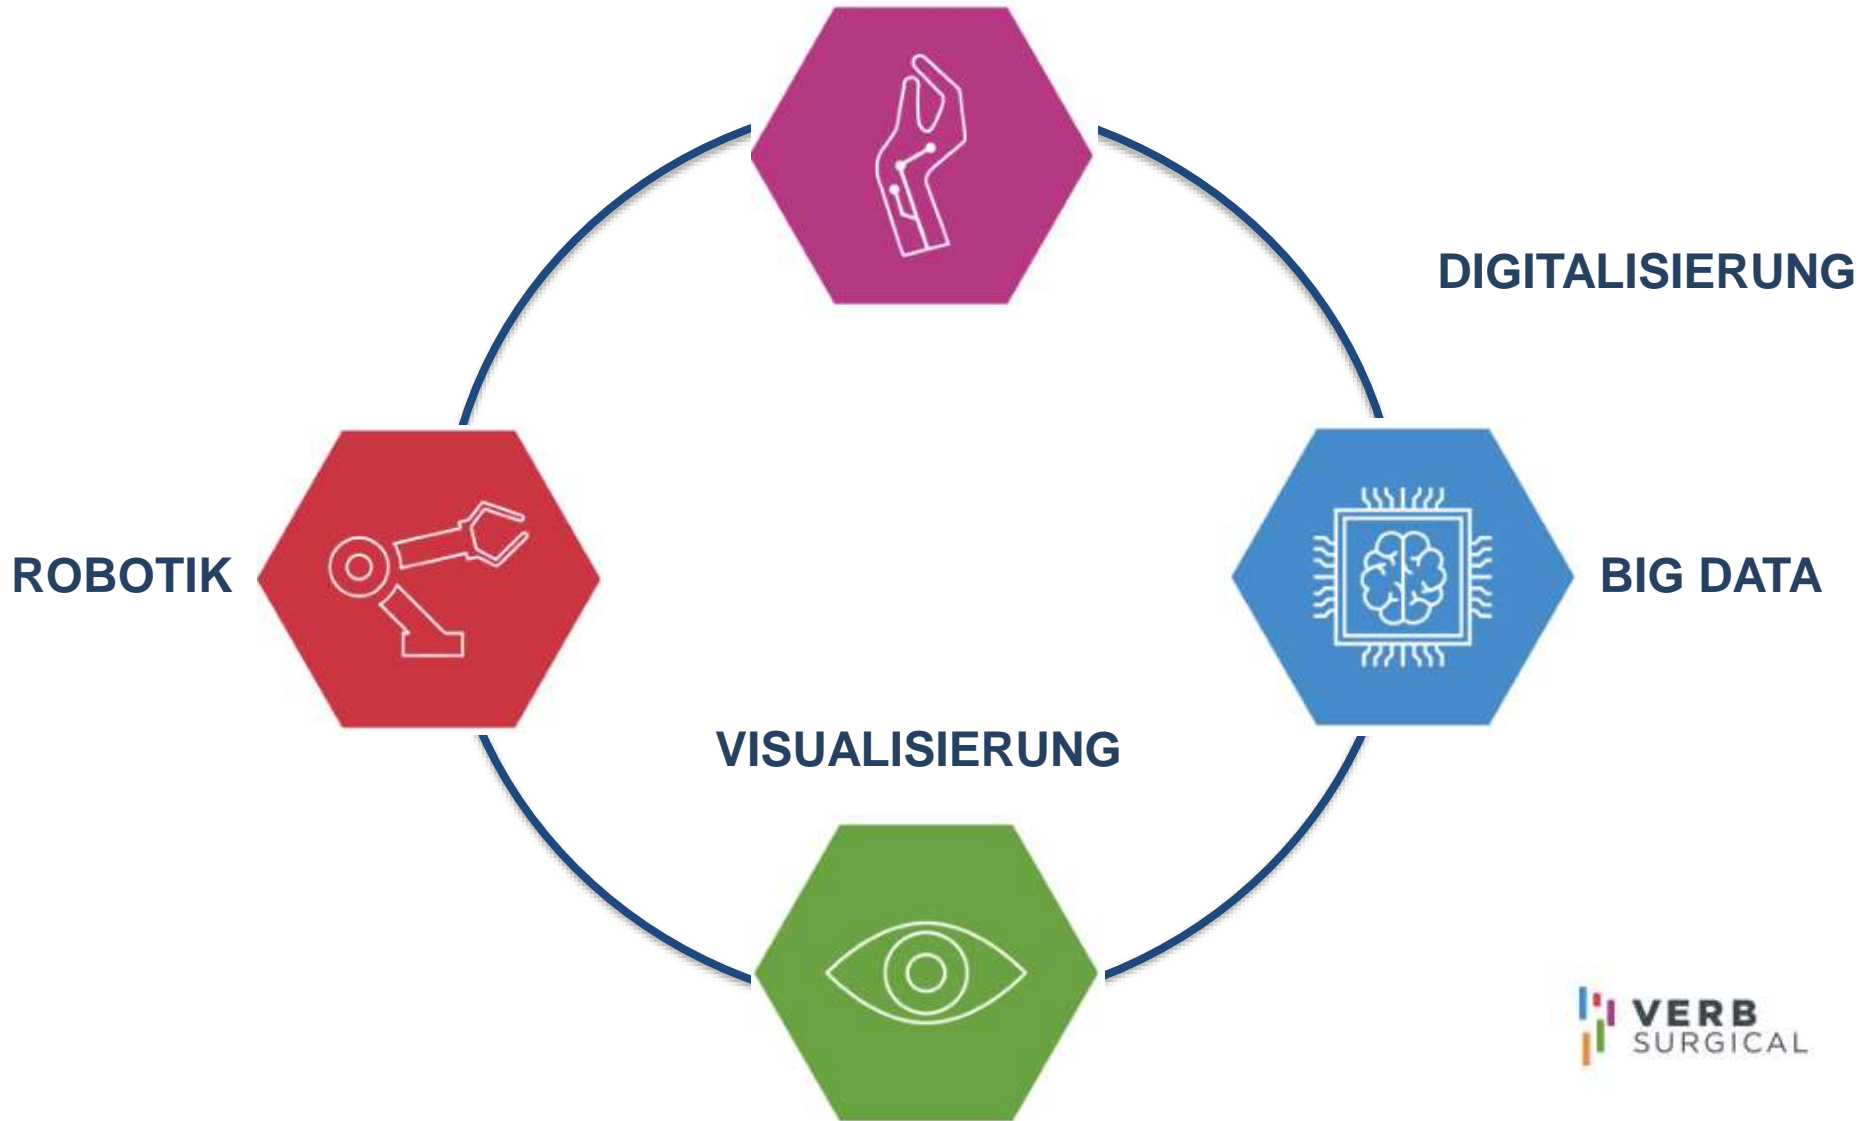 DIGITALISIERUNG
ROBOTIK
BIG DATA
VISUALISIERUNG
VERB
SURGICAL